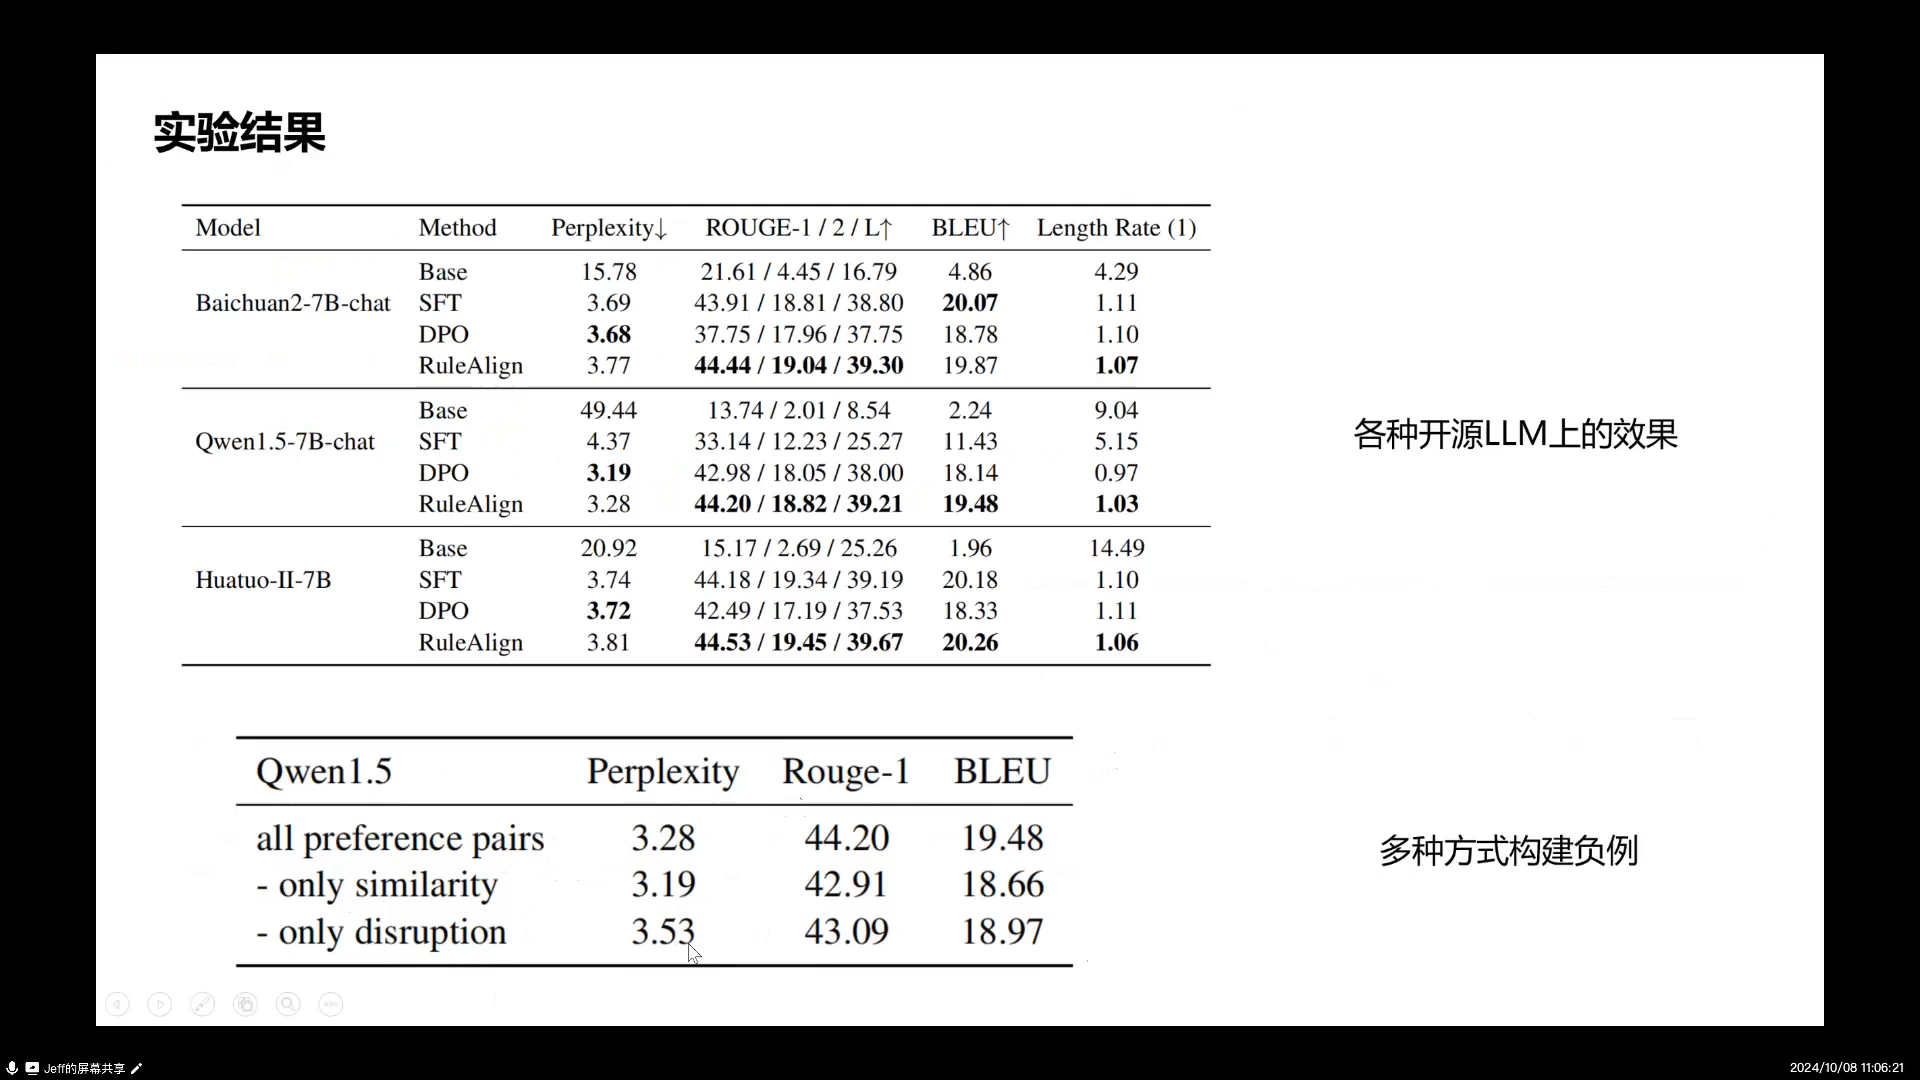 实验结果
Model Method Perplexity↓ ROUGE-1 / 2 / L↑ BLEU↑ Length Rate (1)
Base 15.78 21.61 / 4.45 / 16.79 4.86 4.29
Baichuan2-7B-chat SFT 3.69 43.91 / 18.81 / 38.80 20.07 1.11
DPO 3.68 37.75 / 17.96 / 37.75 18.78 1.10
RuleAlign 3.77 44.44 / 19.04 / 39.30 19.87 1.07
Base 49.44 13.74 / 2.01 / 8.54 2.24 9.04
Qwen1.5-7B-chat SFT 4.37 33.14 / 12.23 / 25.27 11.43 5.15
DPO 3.19 42.98 / 18.05 / 38.00 18.14 0.97
RuleAlign 3.28 44.20 / 18.82 / 39.21 19.48 1.03
Base 20.92 15.17 / 2.69 / 25.26 1.96 14.49
Huatuo-II-7B SFT 3.74 44.18 / 19.34 / 39.19 20.18 1.10
DPO 3.72 42.49 / 17.19 / 37.53 18.33 1.11
RuleAlign 3.81 44.53 / 19.45 / 39.67 20.26 1.06
各种开源LLM上的效果
Qwen1.5 Perplexity Rouge-1 BLEU
all preference pairs 3.28 44.20 19.48
- only similarity 3.19 42.91 18.66
- only disruption 3.53 43.09 18.97
多种方式构建负例
Jeff的屏幕共享
2024/10/08 11:06:21